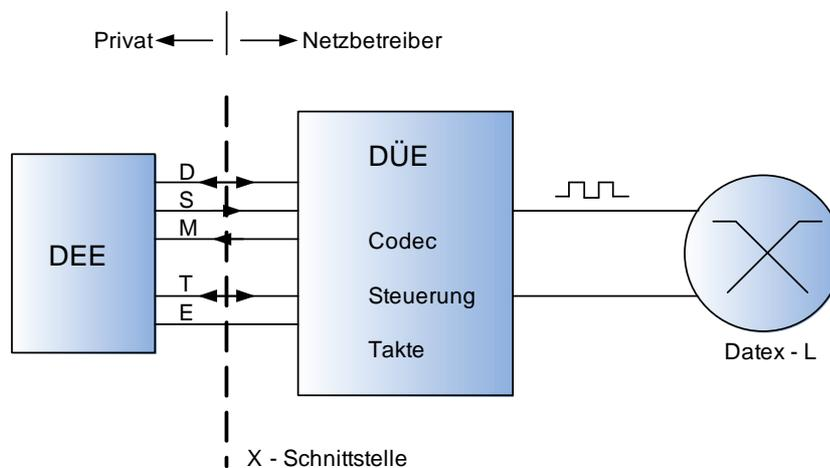 Privat
Netzbetreiber
DEE
D
S
M
T
E
DÜE
Codec
Steuerung
Takte
Datex - L
X - Schnittstelle